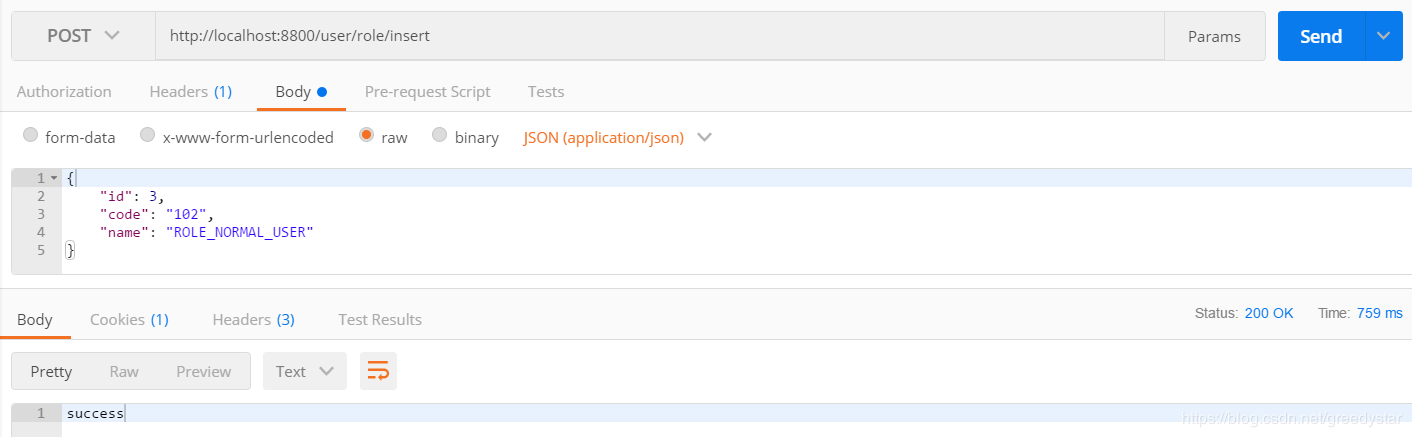 POST http://localhost:8800/user/role/insert Params Send
Authorization Headers (1) Body Pre-request Script Tests
form-data x-www-form-urlencoded raw binary JSON (application/json)
1 {
2 "id": 3,
3 "code": "102",
4 "name": "ROLE_NORMAL_USER"
5 }
Body Cookies (1) Headers (3) Test Results Status: 200 OK Time: 759 ms
Pretty Raw Preview Text
1 success
https://blog.csdn.net/greedystar